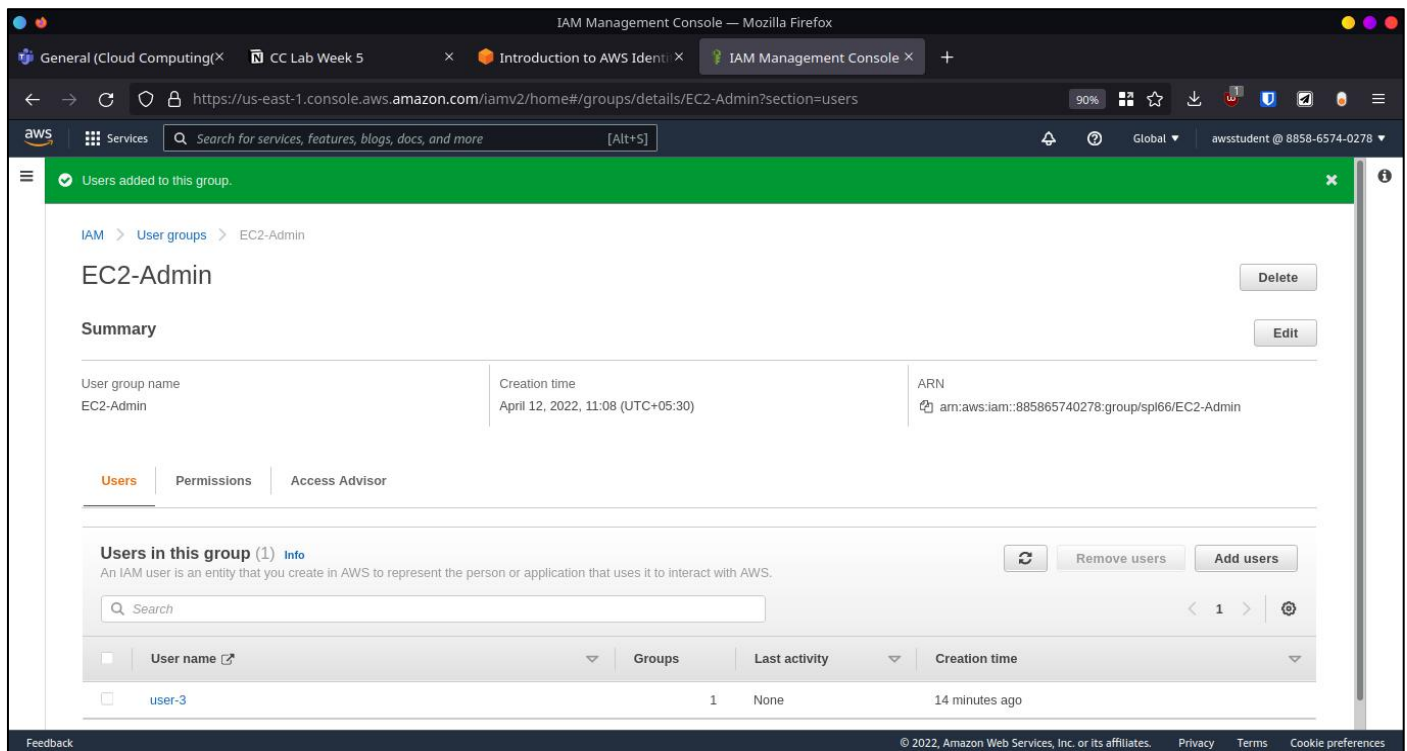 IAM Management Console — Mozilla Firefox
General (Cloud Computing(
CC Lab Week 5
Introduction to AWS Identi
IAM Management Console
https://us-east-1.console.aws.amazon.com/iamv2/home#/groups/details/EC2-Admin?section=users
90%
1
aws
Services
Search for services, features, blogs, docs, and more
[Alt+S]
Global
awsstudent @ 8858-6574-0278
Users added to this group.
IAM > User groups > EC2-Admin
EC2-Admin
Delete
Summary
Edit
User group name
EC2-Admin
Creation time
April 12, 2022, 11:08 (UTC+05:30)
ARN
arn:aws:iam::885865740278:group/spl66/EC2-Admin
Users
Permissions
Access Advisor
Users in this group (1) Info
An IAM user is an entity that you create in AWS to represent the person or application that uses it to interact with AWS.
Remove users
Add users
Search
1
User name
Groups
Last activity
Creation time
user-3
1
None
14 minutes ago
Feedback
© 2022, Amazon Web Services, Inc. or its affiliates.
Privacy
Terms
Cookie preferences